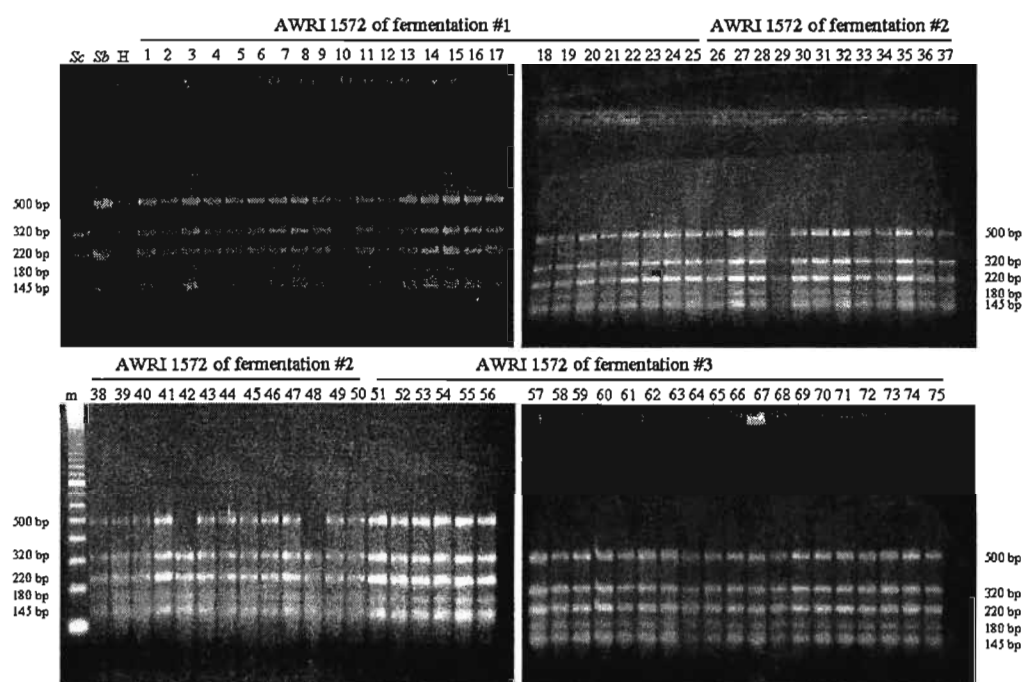 AWRI 1572 of fermentation #1 AWRI 1572 of fermentation #2
Sc Sb H 1 2 3 4 5 6 7 8 9 10 11 12 13 14 15 16 17 18 19 20 21 22 23 24 25 26 27 28 29 30 31 32 33 34 35 36 37
500 bp 500 bp
320 bp 320 bp
220 bp 220 bp
180 bp 180 bp
145 bp 145 bp
AWRI 1572 of fermentation #2 AWRI 1572 of fermentation #3
m 38 39 40 41 42 43 44 45 46 47 48 49 50 51 52 53 54 55 56 57 58 59 60 61 62 63 64 65 66 67 68 69 70 71 72 73 74 75
500 bp 500 bp
320 bp 320 bp
220 bp 220 bp
180 bp 180 bp
145 bp 145 bp